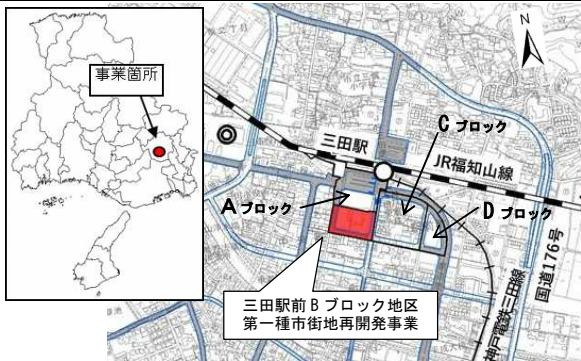 事業箇所
N
三田駅
JR福知山線
Cブロック
Aブロック
Dブロック
国道176号
神戸電鉄三田線
三田駅前Bブロック地区
第一種市街地再開発事業